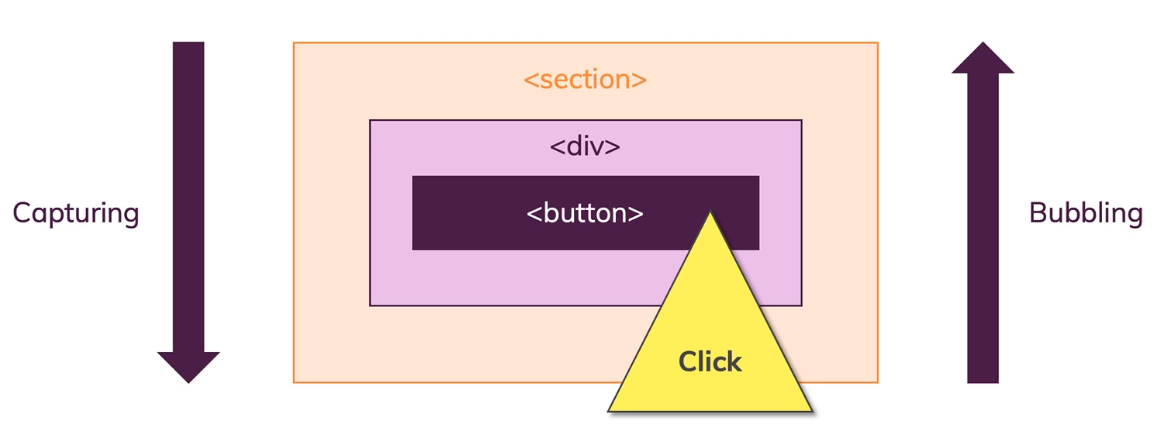 <section>
<div>
Capturing
<button>
Bubbling
Click